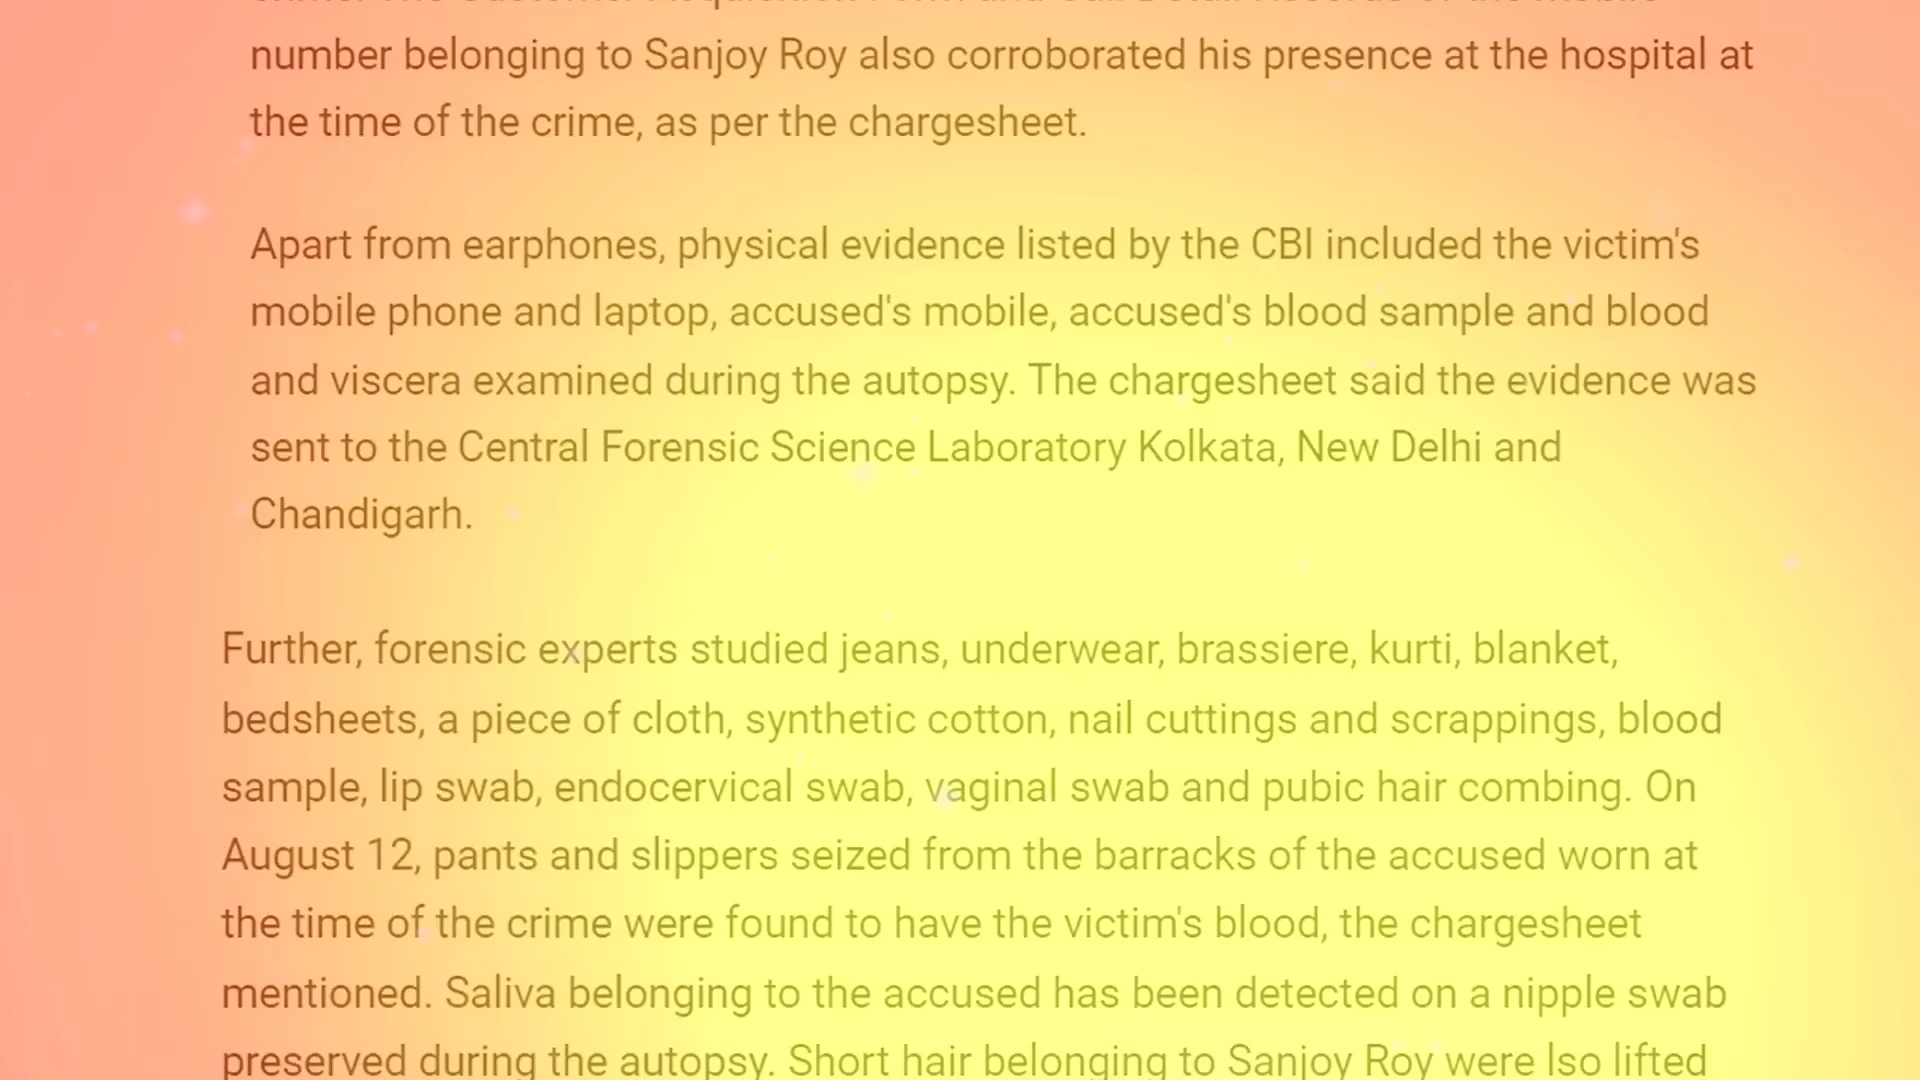 number belonging to Sanjoy Roy also corroborated his presence at the hospital at
the time of the crime, as per the chargesheet.
Apart from earphones, physical evidence listed by the CBI included the victim's
mobile phone and laptop, accused's mobile, accused's blood sample and blood
and viscera examined during the autopsy. The chargesheet said the evidence was
sent to the Central Forensic Science Laboratory Kolkata, New Delhi and
Chandigarh.
Further, forensic experts studied jeans, underwear, brassiere, kurti, blanket,
bedsheets, a piece of cloth, synthetic cotton, nail cuttings and scrappings, blood
sample, lip swab, endocervical swab, vaginal swab and pubic hair combing. On
August 12, pants and slippers seized from the barracks of the accused worn at
the time of the crime were found to have the victim's blood, the chargesheet
mentioned. Saliva belonging to the accused has been detected on a nipple swab
preserved during the autopsy. Short hair belonging to Sanjoy Roy were lso lifted